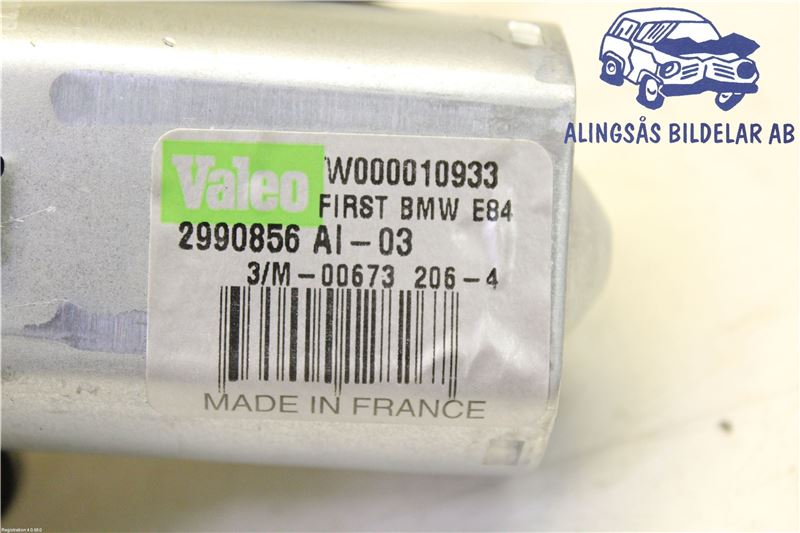 ALINGSÅS BILDELAR AB
Valeo
W000010933
FIRST BMW E84
2990856 AI-03
3/M-00673 206-4
MADE IN FRANCE